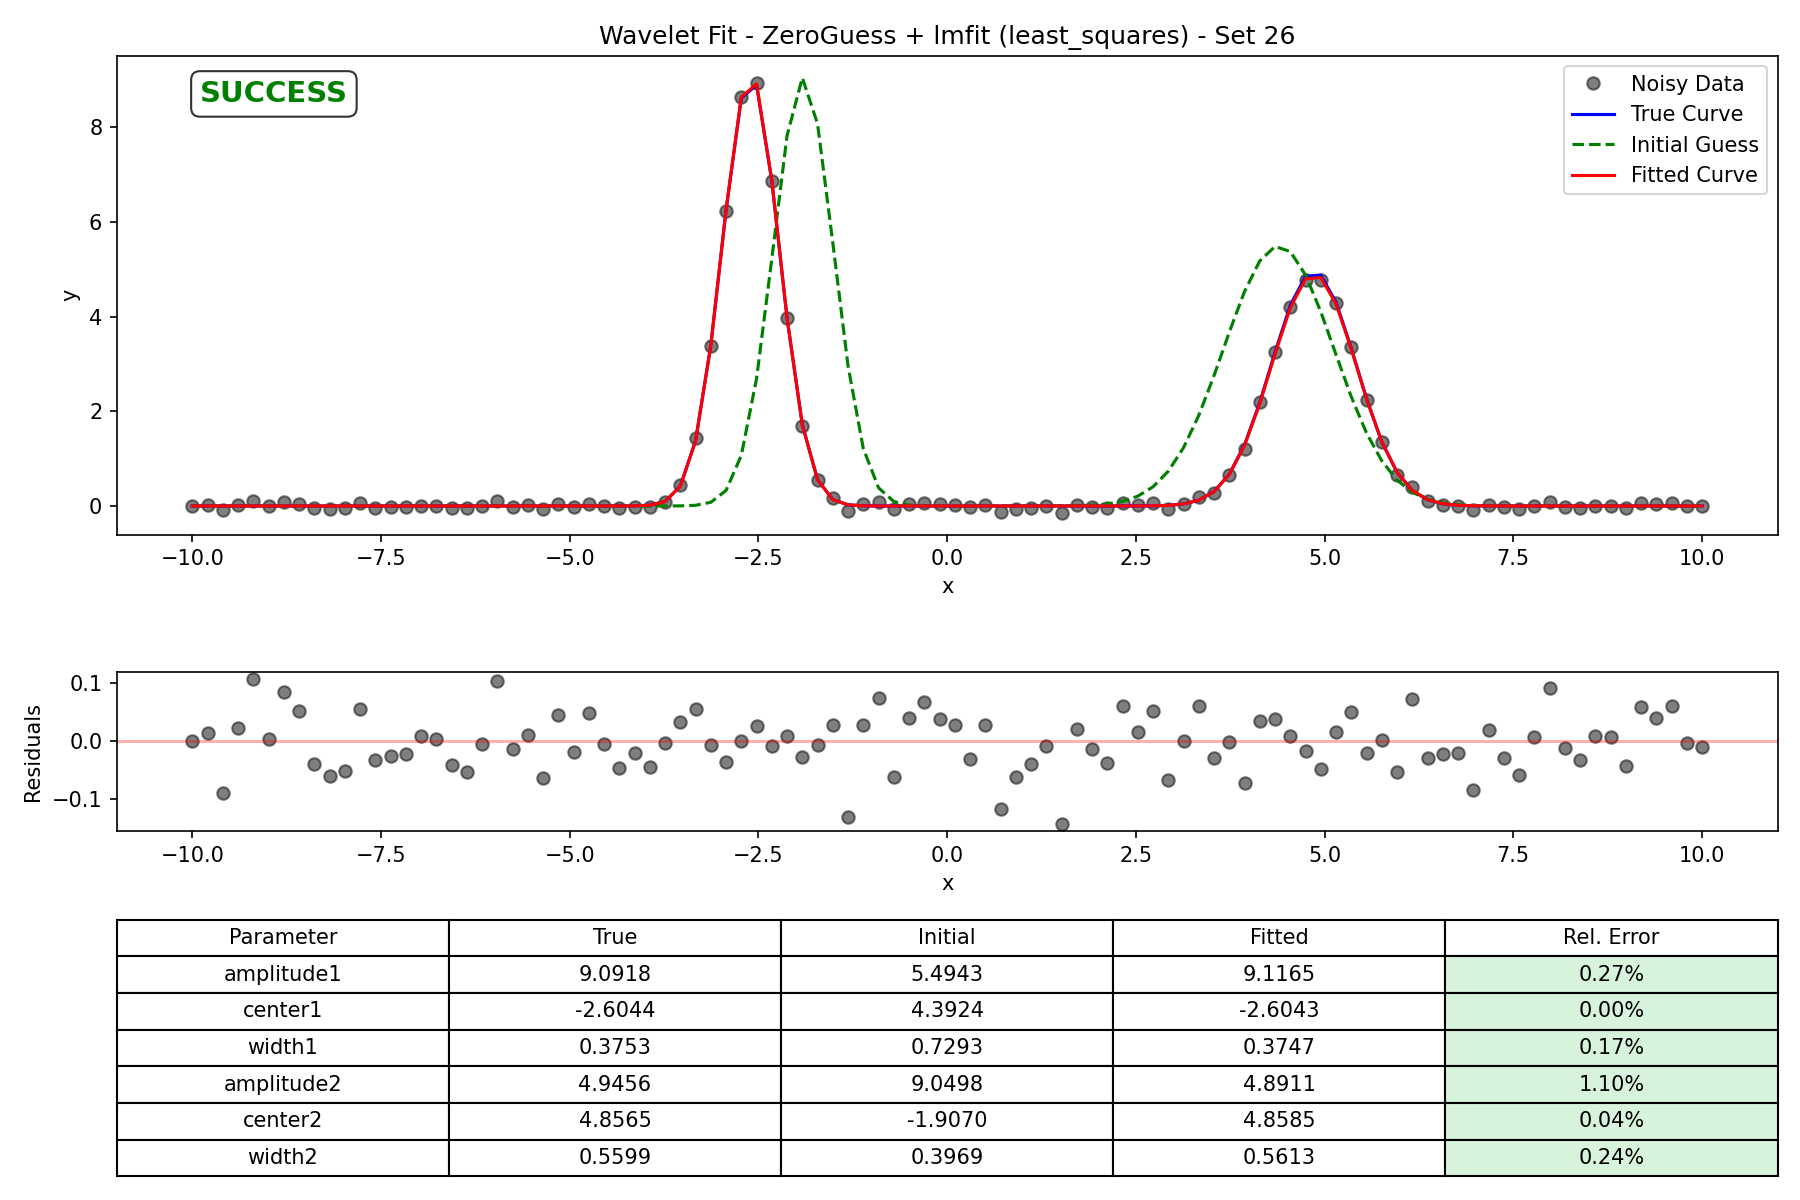 Wavelet Fit - ZeroGuess + lmfit (least_squares) - Set 26
SUCCESS
Noisy Data
True Curve
Initial Guess
Fitted Curve
8
6
4
2
0
y
−10.0 −7.5 −5.0 −2.5 0.0 2.5 5.0 7.5 10.0
x
0.1
0.0
−0.1
Residuals
−10.0 −7.5 −5.0 −2.5 0.0 2.5 5.0 7.5 10.0
x
Parameter True Initial Fitted Rel. Error
amplitude1 9.0918 5.4943 9.1165 0.27%
center1 -2.6044 4.3924 -2.6043 0.00%
width1 0.3753 0.7293 0.3747 0.17%
amplitude2 4.9456 9.0498 4.8911 1.10%
center2 4.8565 -1.9070 4.8585 0.04%
width2 0.5599 0.3969 0.5613 0.24%